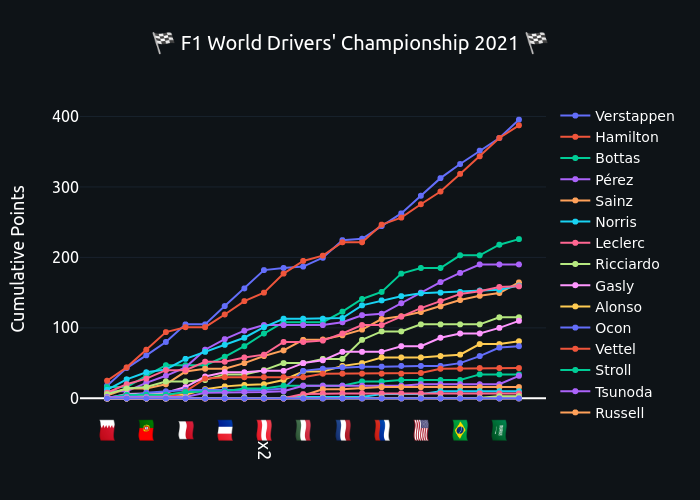 🏁 F1 World Drivers' Championship 2021 🏁
Cumulative Points
400
300
200
100
0
x2
Verstappen
Hamilton
Bottas
Pérez
Sainz
Norris
Leclerc
Ricciardo
Gasly
Alonso
Ocon
Vettel
Stroll
Tsunoda
Russell